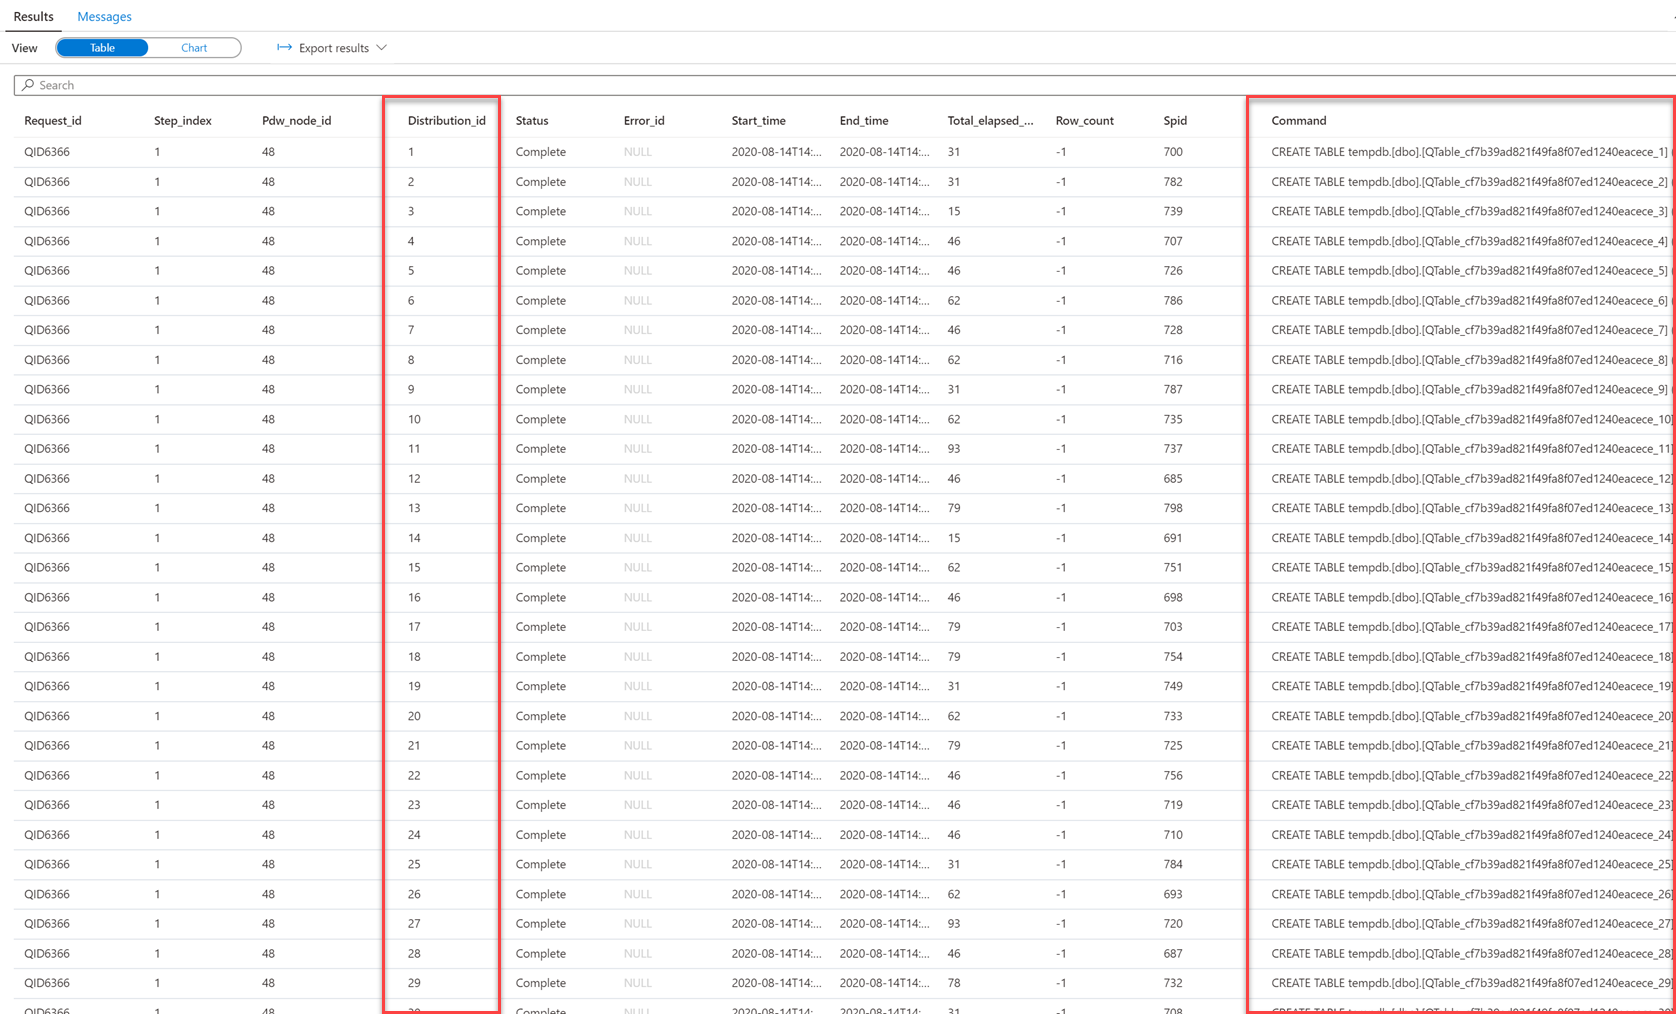 Results Messages
View Table Chart Export results
Search
Request_id Step_index Pdw_node_id Distribution_id Status Error_id Start_time End_time Total_elapsed_... Row_count Spid Command
QID6366 1 48 1 Complete NULL 2020-08-14T14:... 2020-08-14T14:... 31 -1 700 CREATE TABLE tempdb.[dbo].[QTable_cf7b39ad821f49fa8f07ed1240eacece_1] (
QID6366 1 48 2 Complete NULL 2020-08-14T14:... 2020-08-14T14:... 31 -1 782 CREATE TABLE tempdb.[dbo].[QTable_cf7b39ad821f49fa8f07ed1240eacece_2] (
QID6366 1 48 3 Complete NULL 2020-08-14T14:... 2020-08-14T14:... 15 -1 739 CREATE TABLE tempdb.[dbo].[QTable_cf7b39ad821f49fa8f07ed1240eacece_3] (
QID6366 1 48 4 Complete NULL 2020-08-14T14:... 2020-08-14T14:... 46 -1 707 CREATE TABLE tempdb.[dbo].[QTable_cf7b39ad821f49fa8f07ed1240eacece_4] (
QID6366 1 48 5 Complete NULL 2020-08-14T14:... 2020-08-14T14:... 46 -1 726 CREATE TABLE tempdb.[dbo].[QTable_cf7b39ad821f49fa8f07ed1240eacece_5] (
QID6366 1 48 6 Complete NULL 2020-08-14T14:... 2020-08-14T14:... 62 -1 786 CREATE TABLE tempdb.[dbo].[QTable_cf7b39ad821f49fa8f07ed1240eacece_6] (
QID6366 1 48 7 Complete NULL 2020-08-14T14:... 2020-08-14T14:... 46 -1 728 CREATE TABLE tempdb.[dbo].[QTable_cf7b39ad821f49fa8f07ed1240eacece_7] (
QID6366 1 48 8 Complete NULL 2020-08-14T14:... 2020-08-14T14:... 62 -1 716 CREATE TABLE tempdb.[dbo].[QTable_cf7b39ad821f49fa8f07ed1240eacece_8] (
QID6366 1 48 9 Complete NULL 2020-08-14T14:... 2020-08-14T14:... 31 -1 787 CREATE TABLE tempdb.[dbo].[QTable_cf7b39ad821f49fa8f07ed1240eacece_9] (
QID6366 1 48 10 Complete NULL 2020-08-14T14:... 2020-08-14T14:... 62 -1 735 CREATE TABLE tempdb.[dbo].[QTable_cf7b39ad821f49fa8f07ed1240eacece_10]
QID6366 1 48 11 Complete NULL 2020-08-14T14:... 2020-08-14T14:... 93 -1 737 CREATE TABLE tempdb.[dbo].[QTable_cf7b39ad821f49fa8f07ed1240eacece_11]
QID6366 1 48 12 Complete NULL 2020-08-14T14:... 2020-08-14T14:... 46 -1 685 CREATE TABLE tempdb.[dbo].[QTable_cf7b39ad821f49fa8f07ed1240eacece_12]
QID6366 1 48 13 Complete NULL 2020-08-14T14:... 2020-08-14T14:... 79 -1 798 CREATE TABLE tempdb.[dbo].[QTable_cf7b39ad821f49fa8f07ed1240eacece_13]
QID6366 1 48 14 Complete NULL 2020-08-14T14:... 2020-08-14T14:... 15 -1 691 CREATE TABLE tempdb.[dbo].[QTable_cf7b39ad821f49fa8f07ed1240eacece_14]
QID6366 1 48 15 Complete NULL 2020-08-14T14:... 2020-08-14T14:... 62 -1 751 CREATE TABLE tempdb.[dbo].[QTable_cf7b39ad821f49fa8f07ed1240eacece_15]
QID6366 1 48 16 Complete NULL 2020-08-14T14:... 2020-08-14T14:... 46 -1 698 CREATE TABLE tempdb.[dbo].[QTable_cf7b39ad821f49fa8f07ed1240eacece_16]
QID6366 1 48 17 Complete NULL 2020-08-14T14:... 2020-08-14T14:... 79 -1 703 CREATE TABLE tempdb.[dbo].[QTable_cf7b39ad821f49fa8f07ed1240eacece_17]
QID6366 1 48 18 Complete NULL 2020-08-14T14:... 2020-08-14T14:... 79 -1 754 CREATE TABLE tempdb.[dbo].[QTable_cf7b39ad821f49fa8f07ed1240eacece_18]
QID6366 1 48 19 Complete NULL 2020-08-14T14:... 2020-08-14T14:... 31 -1 749 CREATE TABLE tempdb.[dbo].[QTable_cf7b39ad821f49fa8f07ed1240eacece_19]
QID6366 1 48 20 Complete NULL 2020-08-14T14:... 2020-08-14T14:... 62 -1 733 CREATE TABLE tempdb.[dbo].[QTable_cf7b39ad821f49fa8f07ed1240eacece_20]
QID6366 1 48 21 Complete NULL 2020-08-14T14:... 2020-08-14T14:... 79 -1 725 CREATE TABLE tempdb.[dbo].[QTable_cf7b39ad821f49fa8f07ed1240eacece_21]
QID6366 1 48 22 Complete NULL 2020-08-14T14:... 2020-08-14T14:... 46 -1 756 CREATE TABLE tempdb.[dbo].[QTable_cf7b39ad821f49fa8f07ed1240eacece_22]
QID6366 1 48 23 Complete NULL 2020-08-14T14:... 2020-08-14T14:... 46 -1 719 CREATE TABLE tempdb.[dbo].[QTable_cf7b39ad821f49fa8f07ed1240eacece_23]
QID6366 1 48 24 Complete NULL 2020-08-14T14:... 2020-08-14T14:... 46 -1 710 CREATE TABLE tempdb.[dbo].[QTable_cf7b39ad821f49fa8f07ed1240eacece_24]
QID6366 1 48 25 Complete NULL 2020-08-14T14:... 2020-08-14T14:... 31 -1 784 CREATE TABLE tempdb.[dbo].[QTable_cf7b39ad821f49fa8f07ed1240eacece_25]
QID6366 1 48 26 Complete NULL 2020-08-14T14:... 2020-08-14T14:... 62 -1 693 CREATE TABLE tempdb.[dbo].[QTable_cf7b39ad821f49fa8f07ed1240eacece_26]
QID6366 1 48 27 Complete NULL 2020-08-14T14:... 2020-08-14T14:... 93 -1 720 CREATE TABLE tempdb.[dbo].[QTable_cf7b39ad821f49fa8f07ed1240eacece_27]
QID6366 1 48 28 Complete NULL 2020-08-14T14:... 2020-08-14T14:... 46 -1 687 CREATE TABLE tempdb.[dbo].[QTable_cf7b39ad821f49fa8f07ed1240eacece_28]
QID6366 1 48 29 Complete NULL 2020-08-14T14:... 2020-08-14T14:... 78 -1 732 CREATE TABLE tempdb.[dbo].[QTable_cf7b39ad821f49fa8f07ed1240eacece_29]
QID6366 1 48 Complete NULL 2020-08-14T14:... 2020-08-14T14:... 31 -1 708